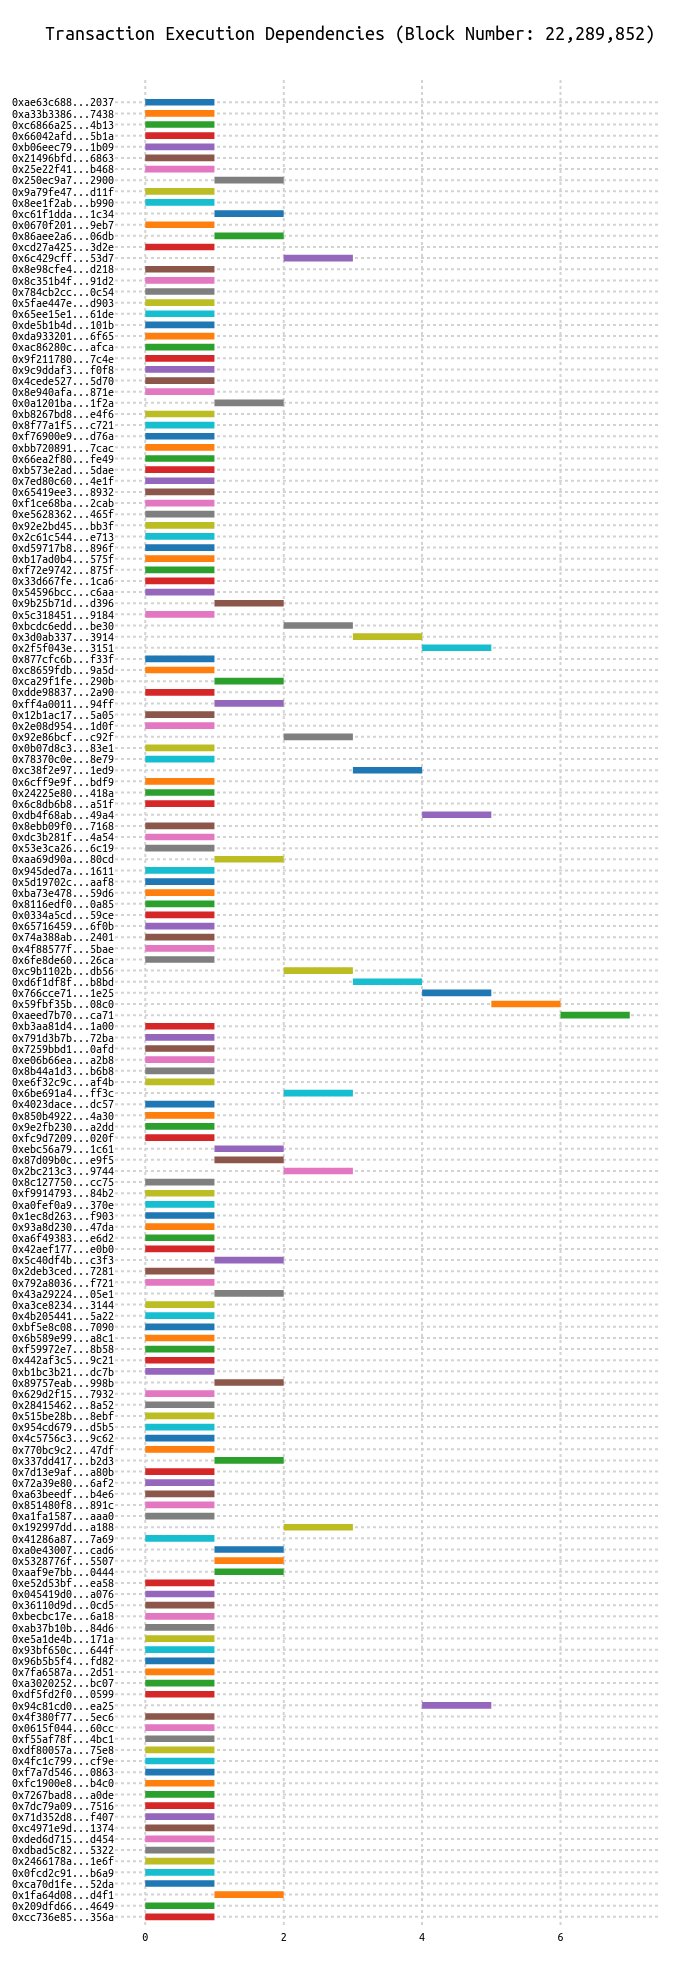 Transaction Execution Dependencies (Block Number: 22,289,852)
0xae63c688...2037
0xa33b3386...7438
0xc6866a25...4b13
0x66042afd...5b1a
0xb06eec79...1b09
0x21496bfd...6863
0x25e22f41...b468
0x250ec9a7...2900
0x9a79fe47...d11f
0x8ee1f2ab...b990
0xc61f1dda...1c34
0x0670f201...9eb7
0x86aee2a6...06db
0xcd27a425...3d2e
0x6c429cff...53d7
0x8e98cfe4...d218
0x8c351b4f...91d2
0x784cb2cc...0c54
0x5fae447e...d903
0x65ee15e1...61de
0xde5b1b4d...101b
0xda933201...6f65
0xac86280c...afca
0x9f211780...7c4e
0x9c9ddaf3...f0f8
0x4cede527...5d70
0x8e940afa...871e
0x0a1201ba...1f2a
0xb8267bd8...e4f6
0x8f77a1f5...c721
0xf76900e9...d76a
0xbb720891...7cac
0x66ea2f80...fe49
0xb573e2ad...5dae
0x7ed80c60...4e1f
0x65419ee3...8932
0xf1ce68ba...2cab
0xe5628362...465f
0x92e2bd45...bb3f
0x2c61c544...e713
0xd59717b8...896f
0xb17ad0b4...575f
0xf72e9742...875f
0x33d667fe...1ca6
0x54596bcc...c6aa
0x9b25b71d...d396
0x5c318451...9184
0xbcdc6edd...be30
0x3d0ab337...3914
0x2f5f043e...3151
0x877cfc6b...f33f
0xc8659fdb...9a5d
0xca29f1fe...290b
0xdde98837...2a90
0xff4a0011...94ff
0x12b1ac17...5a05
0x2e08d954...1d0f
0x92e86bcf...c92f
0x0b07d8c3...83e1
0x78370c0e...8e79
0xc38f2e97...1ed9
0x6cff9e9f...bdf9
0x24225e80...418a
0x6c8db6b8...a51f
0xdb4f68ab...49a4
0x8ebb09f0...7168
0xdc3b281f...4a54
0x53e3ca26...6c19
0xaa69d90a...80cd
0x945ded7a...1611
0x5d19702c...aaf8
0xba73e478...59d6
0x8116edf0...0a85
0x0334a5cd...59ce
0x65716459...6f0b
0x74a388ab...2401
0x4f88577f...5bae
0x6fe8de60...26ca
0xc9b1102b...db56
0xd6f1df8f...b8bd
0x766cce71...1e25
0x59fbf35b...08c0
0xaeed7b70...ca71
0xb3aa81d4...1a00
0x791d3b7b...72ba
0x7259bbd1...0afd
0xe06b66ea...a2b8
0x8b44a1d3...b6b8
0xe6f32c9c...af4b
0x6be691a4...ff3c
0x4023dace...dc57
0x850b4922...4a30
0x9e2fb230...a2dd
0xfc9d7209...020f
0xebc56a79...1c61
0x87d09b0c...e9f5
0x2bc213c3...9744
0x8c127750...cc75
0xf9914793...84b2
0xa0fef0a9...370e
0x1ec8d263...f903
0x93a8d230...47da
0xa6f49383...e6d2
0x42aef177...e0b0
0x5c40df4b...c3f3
0x2deb3ced...7281
0x792a8036...f721
0x43a29224...05e1
0xa3ce8234...3144
0x4b205441...5a22
0xbf5e8c08...7090
0x6b589e99...a8c1
0xf59972e7...8b58
0x442af3c5...9c21
0xb1bc3b21...dc7b
0x89757eab...998b
0x629d2f15...7932
0x28415462...8a52
0x515be28b...8ebf
0x954cd679...d5b5
0x4c5756c3...9c62
0x770bc9c2...47df
0x337dd417...b2d3
0x7d13e9af...a80b
0x72a39e80...6af2
0xa63beedf...b4e6
0x851480f8...891c
0xa1fa1587...aaa0
0x192997dd...a188
0x41286a87...7a69
0xa0e43007...cad6
0x5328776f...5507
0xaaf9e7bb...0444
0xe52d53bf...ea58
0x045419d0...a076
0x36110d9d...0cd5
0xbecbc17e...6a18
0xab37b10b...84d6
0xe5a1de4b...171a
0x93bf650c...644f
0x96b5b5f4...fd82
0x7fa6587a...2d51
0xa3020252...bc07
0xdf5fd2f0...0599
0x94c81cd0...ea25
0x4f380f77...5ec6
0x0615f044...60cc
0xf55af78f...4bc1
0xdf80057a...75e8
0x4fc1c799...cf9e
0xf7a7d546...0863
0xfc1900e8...b4c0
0x7267bad8...a0de
0x7dc79a09...7516
0x71d352d8...f407
0xc4971e9d...1374
0xded6d715...d454
0xdbad5c82...5322
0x2466178a...1e6f
0x0fcd2c91...b6a9
0xca70d1fe...52da
0x1fa64d08...d4f1
0x209dfd66...4649
0xcc736e85...356a
0 2 4 6